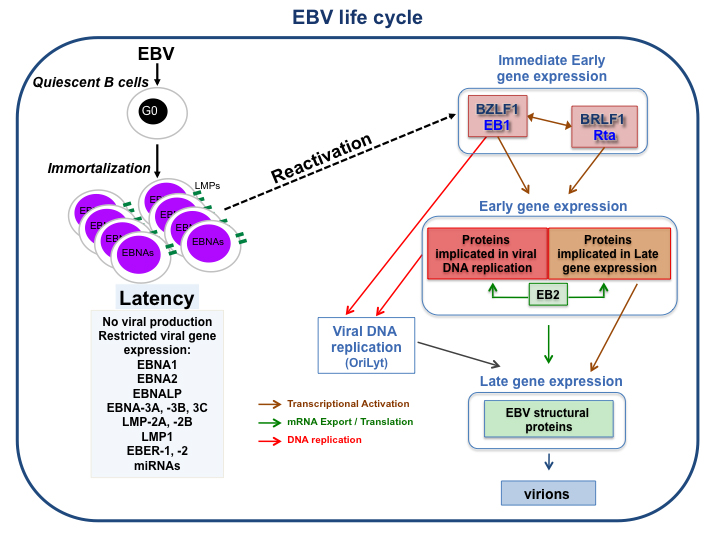 EBV life cycle
EBV
Quiescent B cells
G0
Immortalization
LMPs
EBNAs
EBNAs
Reactivation
Latency
No viral production
Restricted viral gene
expression:
EBNA1
EBNA2
EBNALP
EBNA-3A, -3B, 3C
LMP-2A, -2B
LMP1
EBER-1, -2
miRNAs
Immediate Early
gene expression
BZLF1
EB1
BRLF1
Rta
Early gene expression
Proteins
implicated in viral
DNA replication
Proteins
implicated in Late
gene expression
EB2
Viral DNA
replication
(OriLyt)
Late gene expression
EBV structural
proteins
virions
Transcriptional Activation
mRNA Export / Translation
DNA replication